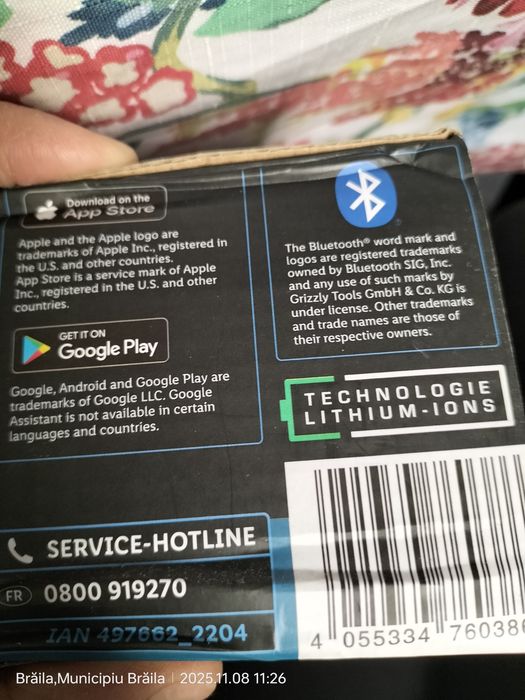 Download on the
App Store
Apple and the Apple logo are
trademarks of Apple Inc., registered in
the U.S. and other countries.
App Store is a service mark of Apple
Inc., registered in the U.S. and other
countries.
GET IT ON
Google Play
Google, Android and Google Play are
trademarks of Google LLC. Google
Assistant is not available in certain
languages and countries.
The Bluetooth® word mark and
logos are registered trademarks
owned by Bluetooth SIG, Inc.
and any use of such marks by
Grizzly Tools GmbH & Co. KG is
under license. Other trademarks
and trade names are those of
their respective owners.
TECHNOLOGIE
LITHIUM-IONS
SERVICE-HOTLINE
FR 0800 919270
IAN 497662_2204
4 055334 76038
Brăila,Municipiu Brăila | 2025.11.08 11:26